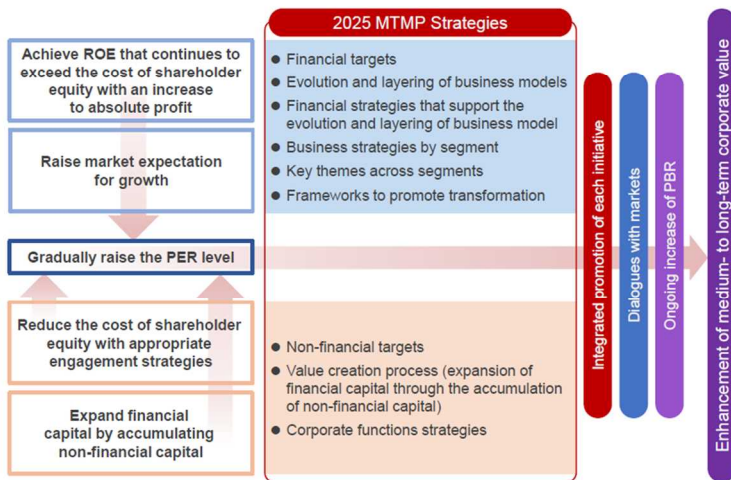 2025 MTMP Strategies
Achieve ROE that continues to
exceed the cost of shareholder
equity with an increase
to absolute profit
Raise market expectation
for growth
Gradually raise the PER level
Reduce the cost of shareholder
equity with appropriate
engagement strategies
Expand financial
capital by accumulating
non-financial capital
● Financial targets
● Evolution and layering of business models
● Financial strategies that support the
evolution and layering of business model
● Business strategies by segment
● Key themes across segments
● Frameworks to promote transformation
● Non-financial targets
● Value creation process (expansion of
financial capital through the accumulation
of non-financial capital)
● Corporate functions strategies
Integrated promotion of each initiative
Dialogues with markets
Ongoing increase of PBR
Enhancement of medium- to long-term corporate value